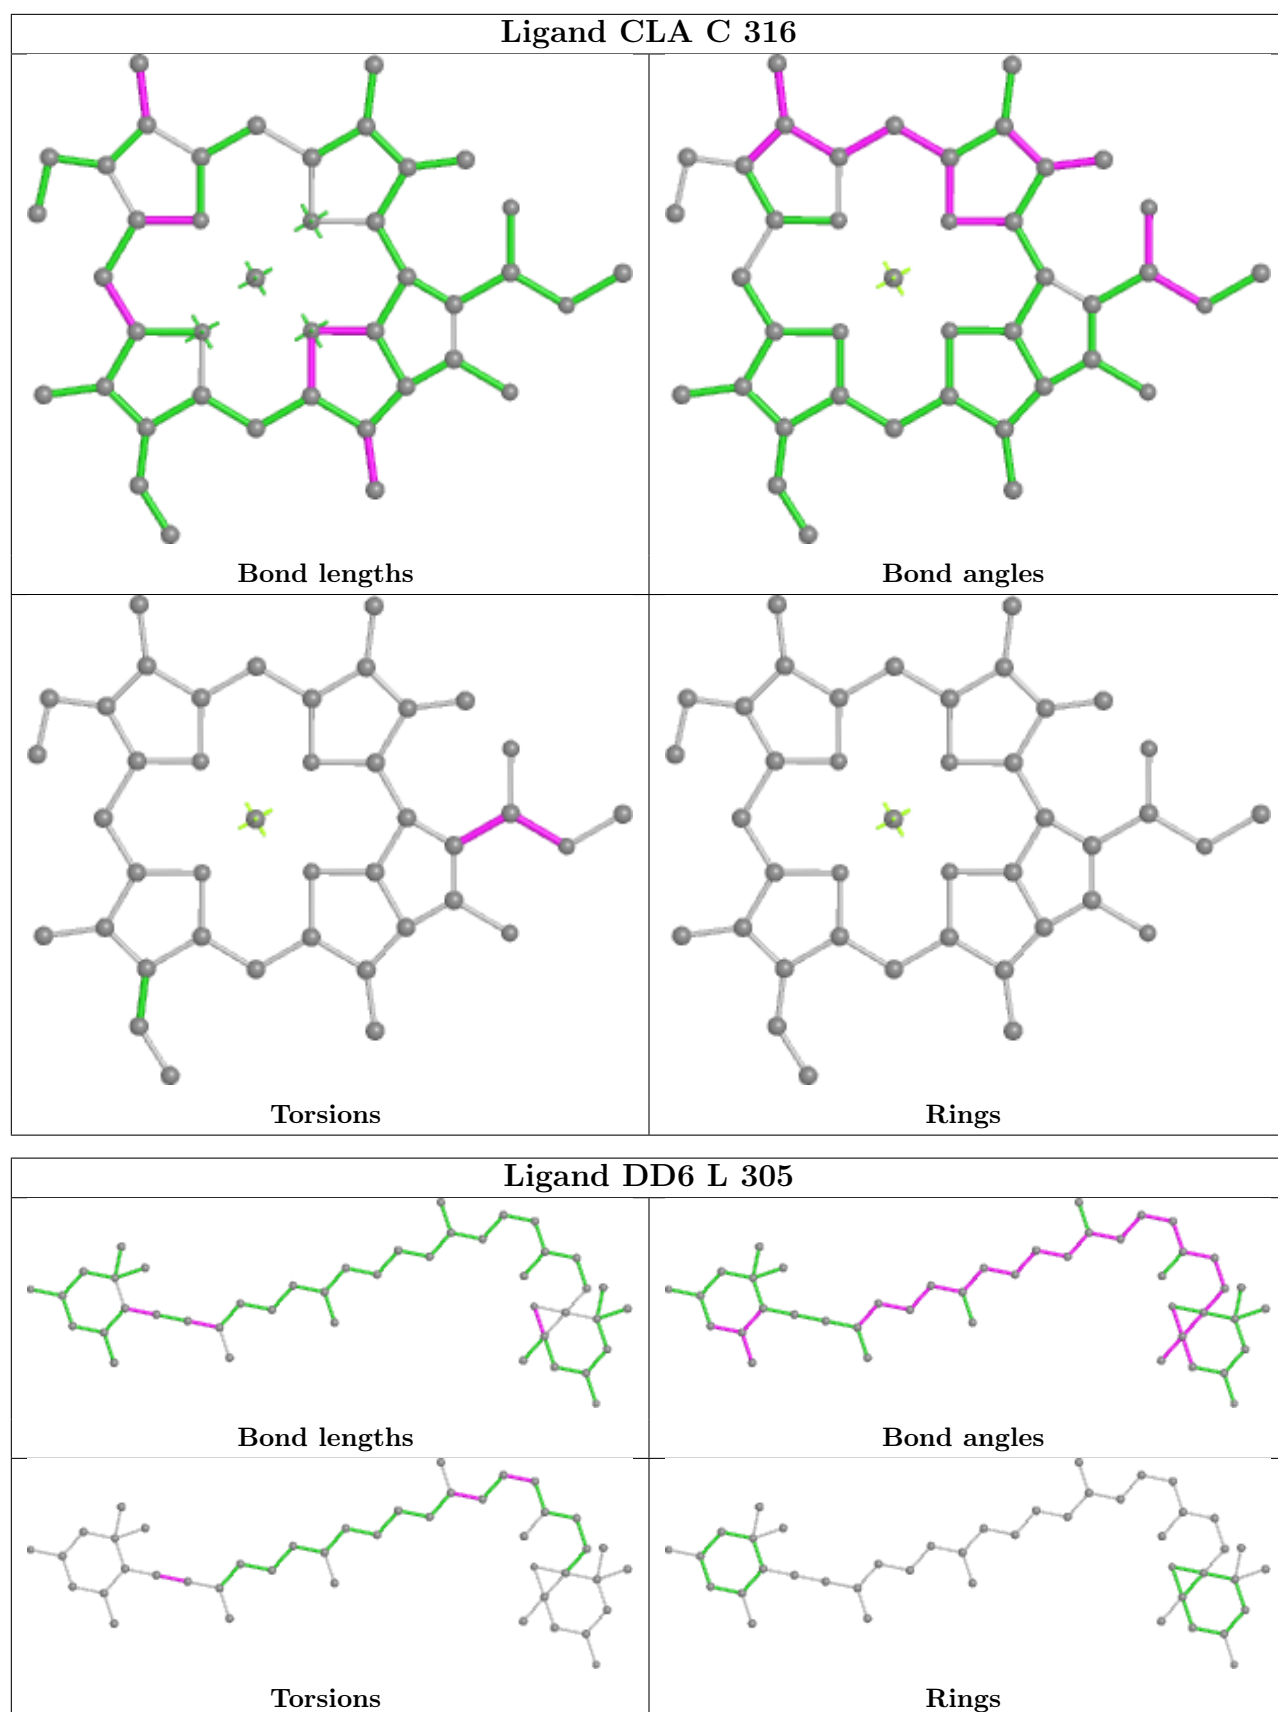 Ligand CLA C 316
Bond lengths
Bond angles
Torsions
Rings
Ligand DD6 L 305
Bond lengths
Bond angles
Torsions
Rings